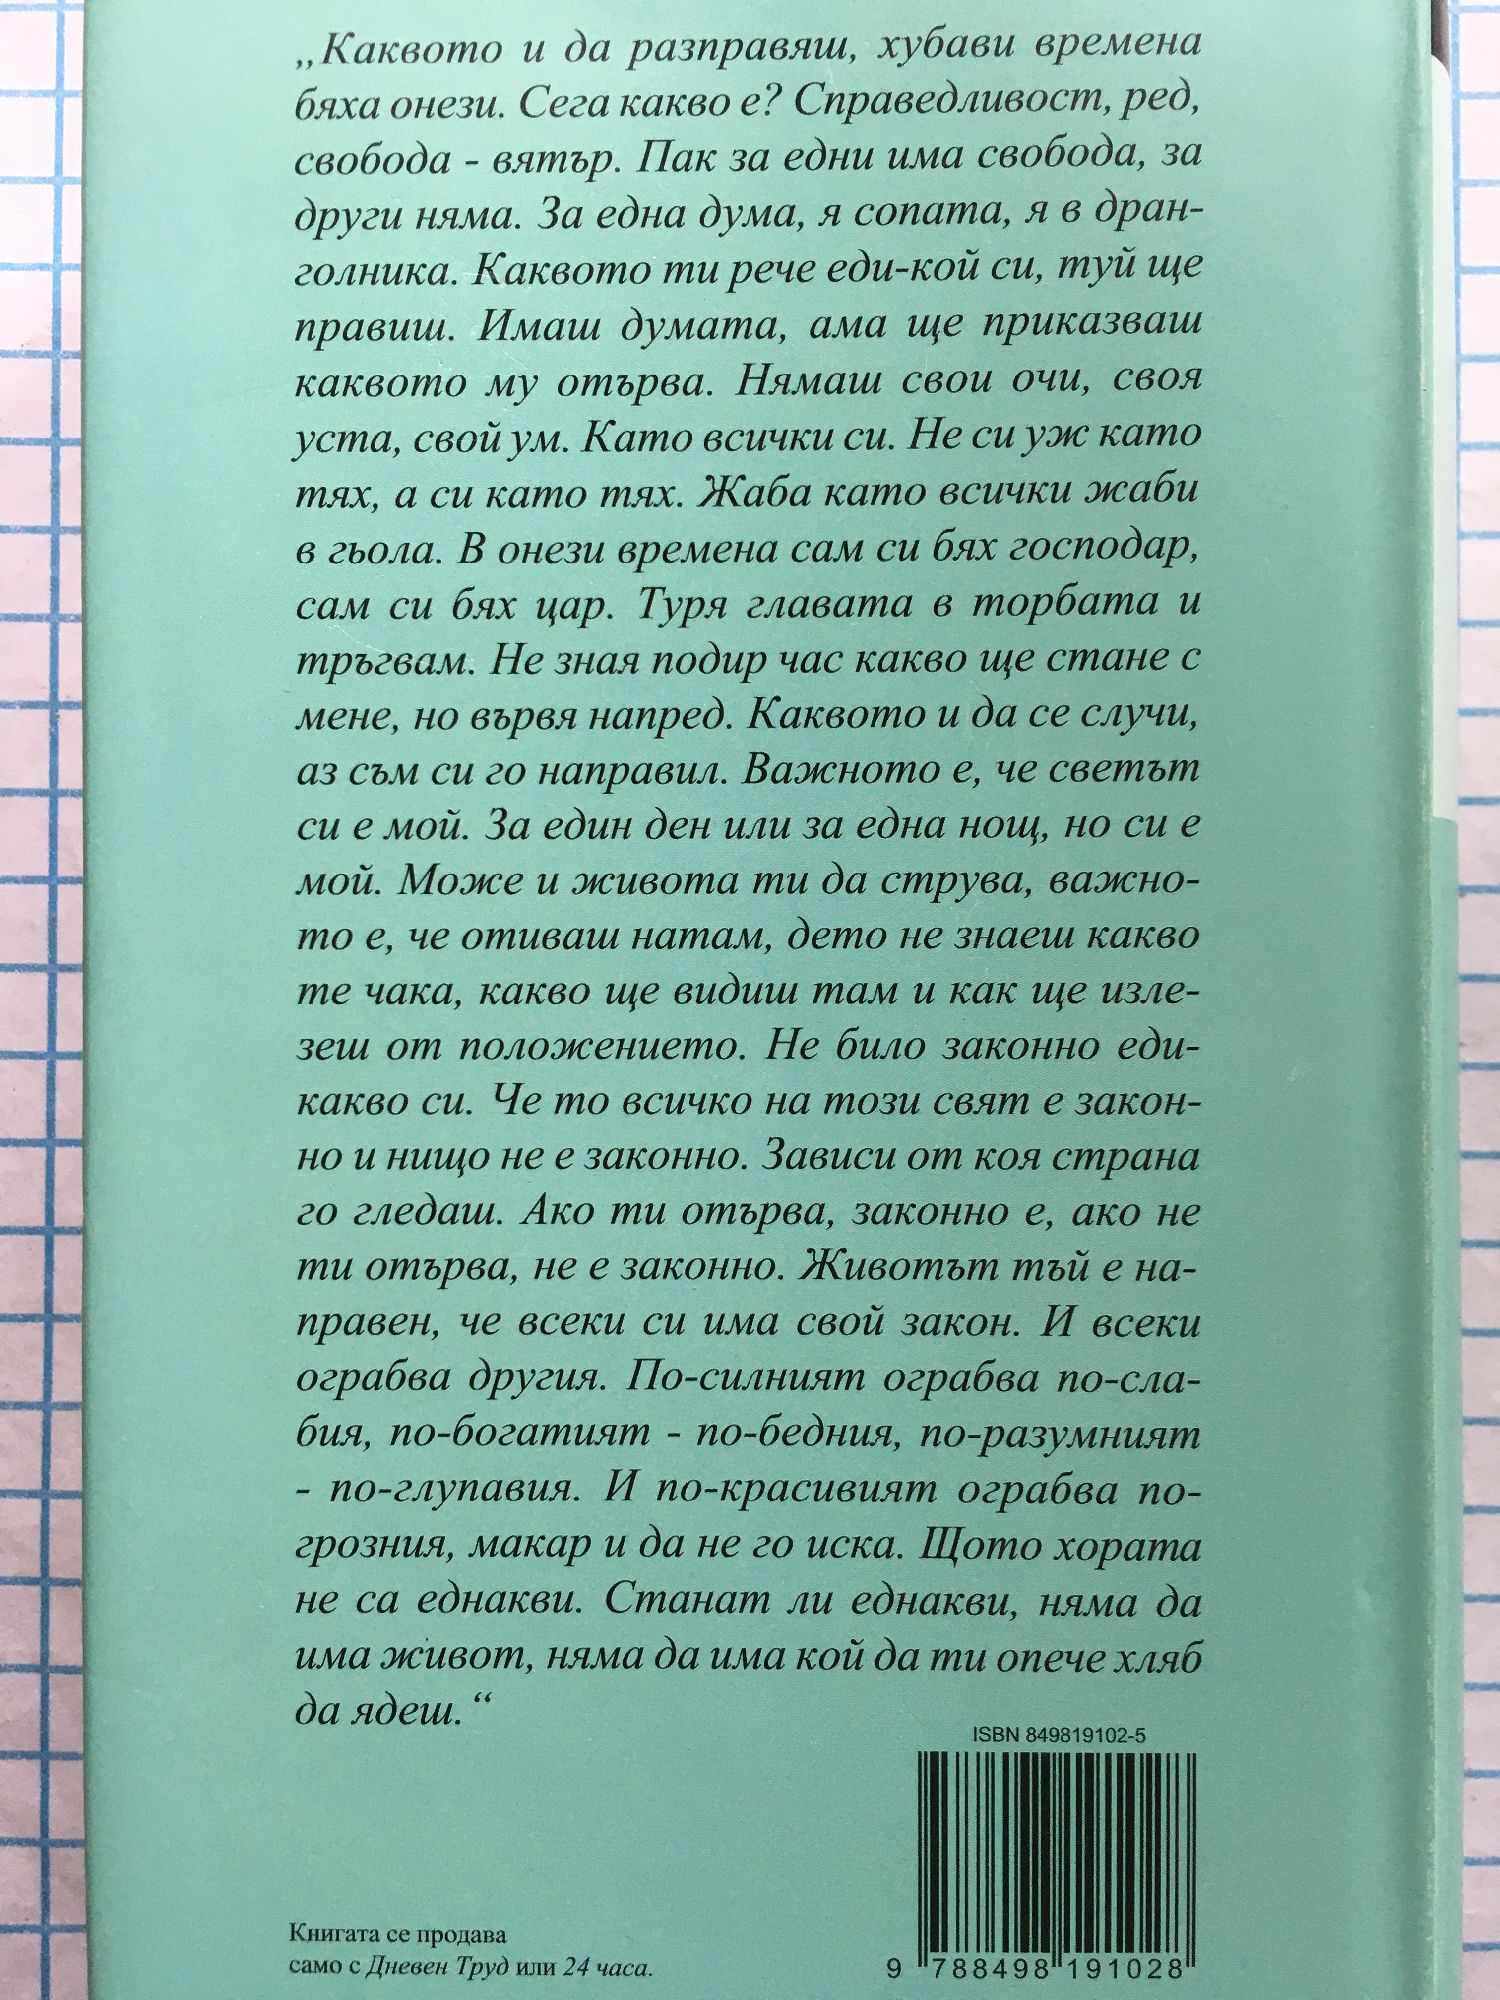 „Каквото и да разправяш, хубави времена
бяха онези. Сега какво е? Справедливост, ред,
свобода - вятър. Пак за едни има свобода, за
други няма. За една дума, я сопата, я в дран-
голника. Каквото ти рече еди-кой си, туй ще
правиш. Имаш думата, ама ще приказваш
каквото му отърва. Нямаш свои очи, своя
уста, свой ум. Като всички си. Не си уж като
тях, а си като тях. Жаба като всички жаби
в гьола. В онези времена сам си бях господар,
сам си бях цар. Туря главата в торбата и
тръгвам. Не зная подир час какво ще стане с
мене, но вървя напред. Каквото и да се случи,
аз съм си го направил. Важното е, че светът
си е мой. За един ден или за една нощ, но си е
мой. Може и живота ти да струва, важно-
то е, че отиваш натам, дето не знаеш какво
те чака, какво ще видиш там и как ще изле-
зеш от положението. Не било законно еди-
какво си. Че то всичко на този свят е закон-
но и нищо не е законно. Зависи от коя страна
го гледаш. Ако ти отърва, законно е, ако не
ти отърва, не е законно. Животът тъй е на-
правен, че всеки си има свой закон. И всеки
ограбва другия. По-силният ограбва по-сла-
бия, по-богатият - по-бедния, по-разумният
- по-глупавия. И по-красивият ограбва по-
грозния, макар и да не го иска. Щото хората
не са еднакви. Станат ли еднакви, няма да
има живот, няма да има кой да ти опече хляб
да ядеш.“
ISBN 849819102-5
9 788498 191028
Книгата се продава
само с Дневен Труд или 24 часа.